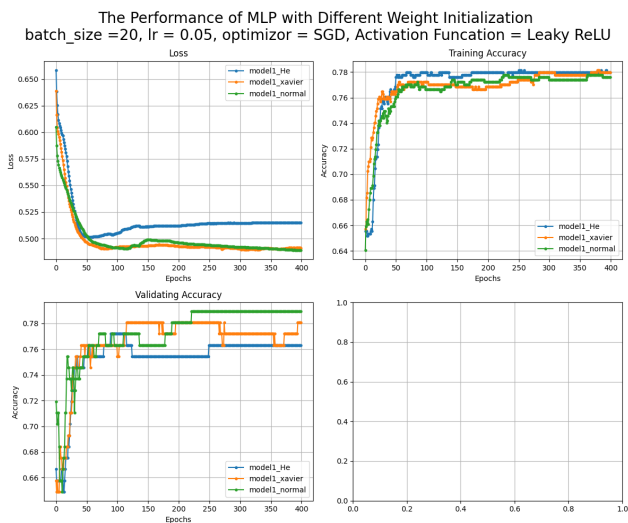 The Performance of MLP with Different Weight Initialization
batch_size =20, lr = 0.05, optimizor = SGD, Activation Funcation = Leaky ReLU
Loss
Loss
0.650
0.625
0.600
0.575
0.550
0.525
0.500
model1_He
model1_xavier
model1_normal
0 50 100 150 200 250 300 350 400
Epochs
Training Accuracy
Accuracy
0.78
0.76
0.74
0.72
0.70
0.68
0.66
0.64
model1_He
model1_xavier
model1_normal
0 50 100 150 200 250 300 350 400
Epochs
Validating Accuracy
Accuracy
0.78
0.76
0.74
0.72
0.70
0.68
0.66
model1_He
model1_xavier
model1_normal
0 50 100 150 200 250 300 350 400
Epochs
1.0
0.8
0.6
0.4
0.2
0.0
0.0 0.2 0.4 0.6 0.8 1.0